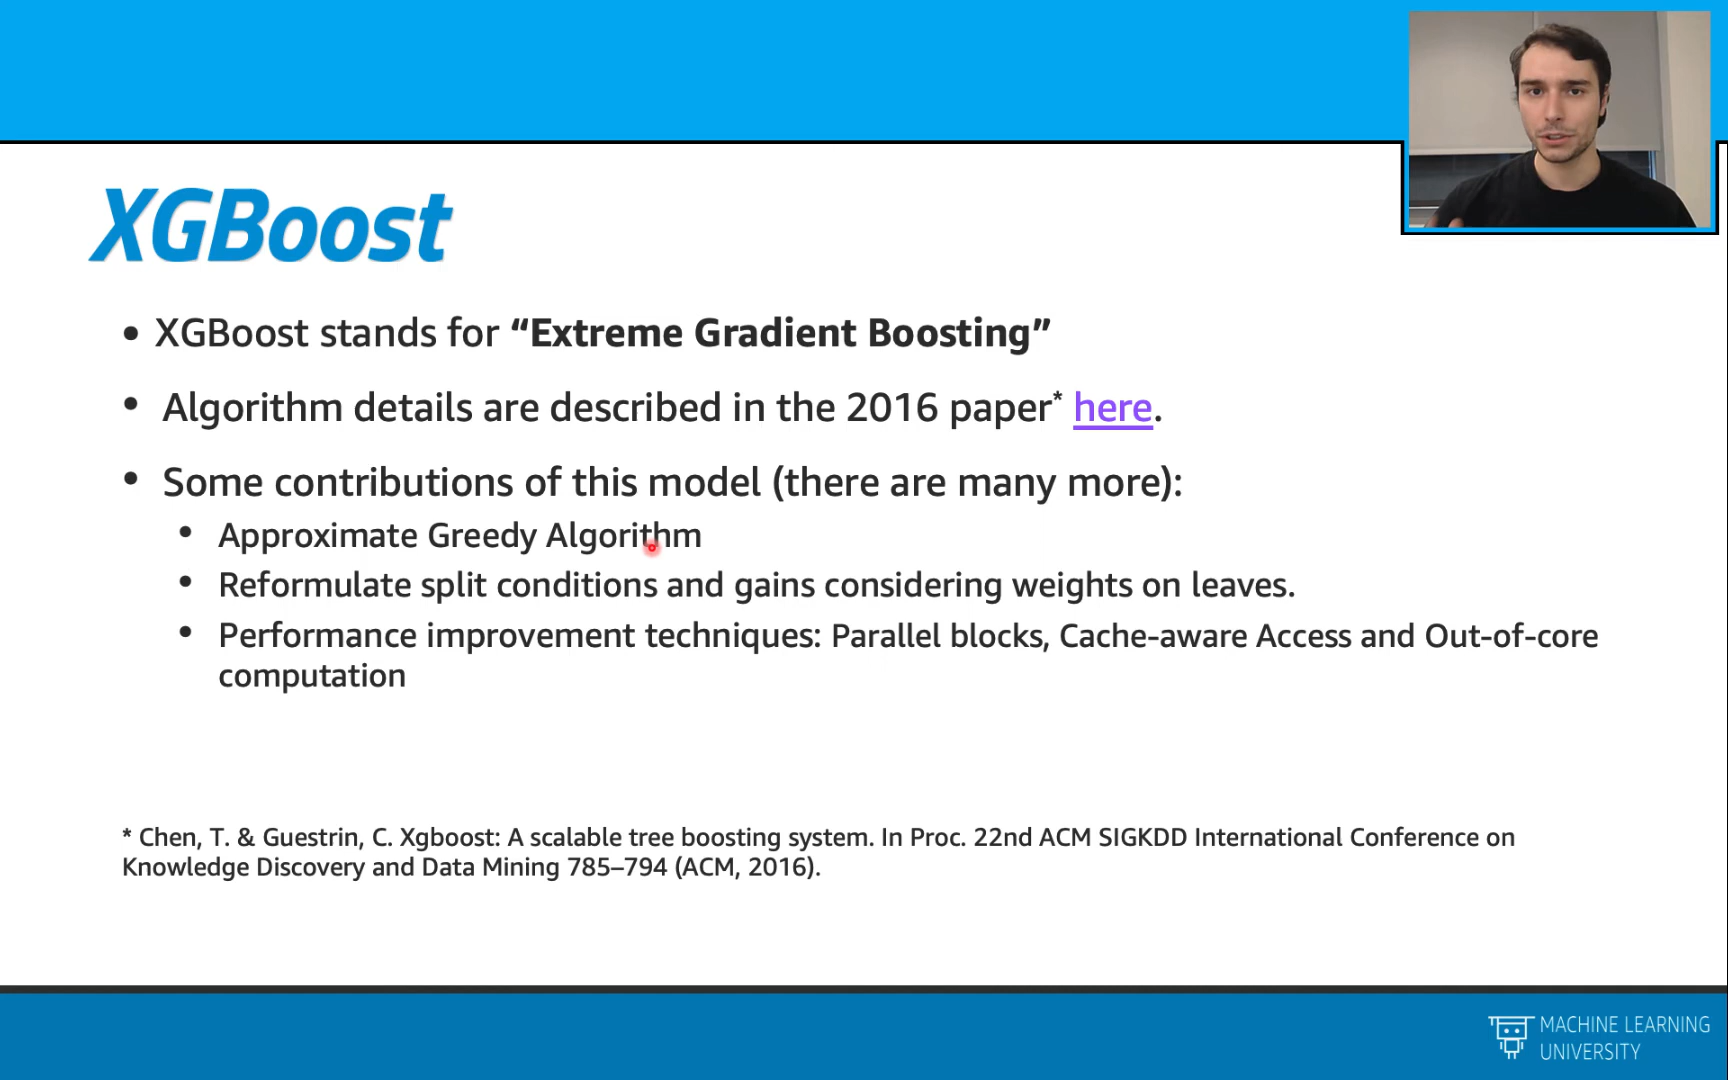 XGBoost
• XGBoost stands for “Extreme Gradient Boosting”
• Algorithm details are described in the 2016 paper* here.
• Some contributions of this model (there are many more):
• Approximate Greedy Algorithm
• Reformulate split conditions and gains considering weights on leaves.
• Performance improvement techniques: Parallel blocks, Cache-aware Access and Out-of-core
computation
* Chen, T. & Guestrin, C. Xgboost: A scalable tree boosting system. In Proc. 22nd ACM SIGKDD International Conference on
Knowledge Discovery and Data Mining 785–794 (ACM, 2016).
MACHINE LEARNING
UNIVERSITY